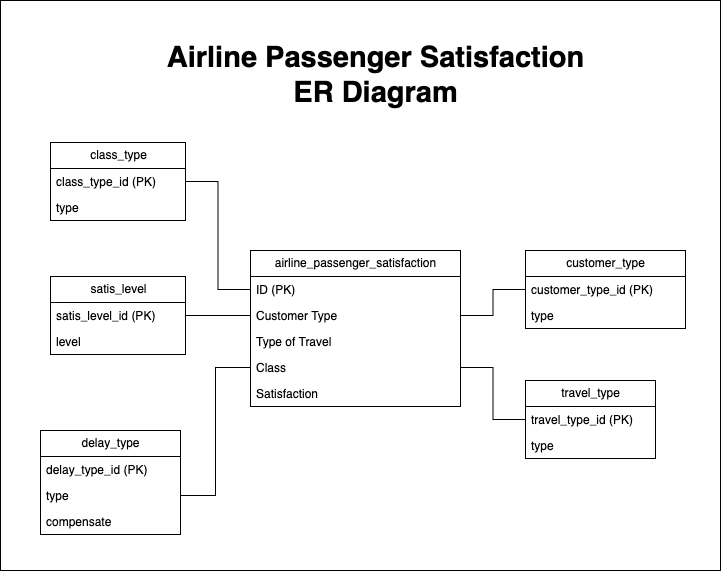 Airline Passenger Satisfaction
ER Diagram
class_type
class_type_id (PK)
type
satis_level
satis_level_id (PK)
level
delay_type
delay_type_id (PK)
type
compensate
airline_passenger_satisfaction
ID (PK)
Customer Type
Type of Travel
Class
Satisfaction
customer_type
customer_type_id (PK)
type
travel_type
travel_type_id (PK)
type